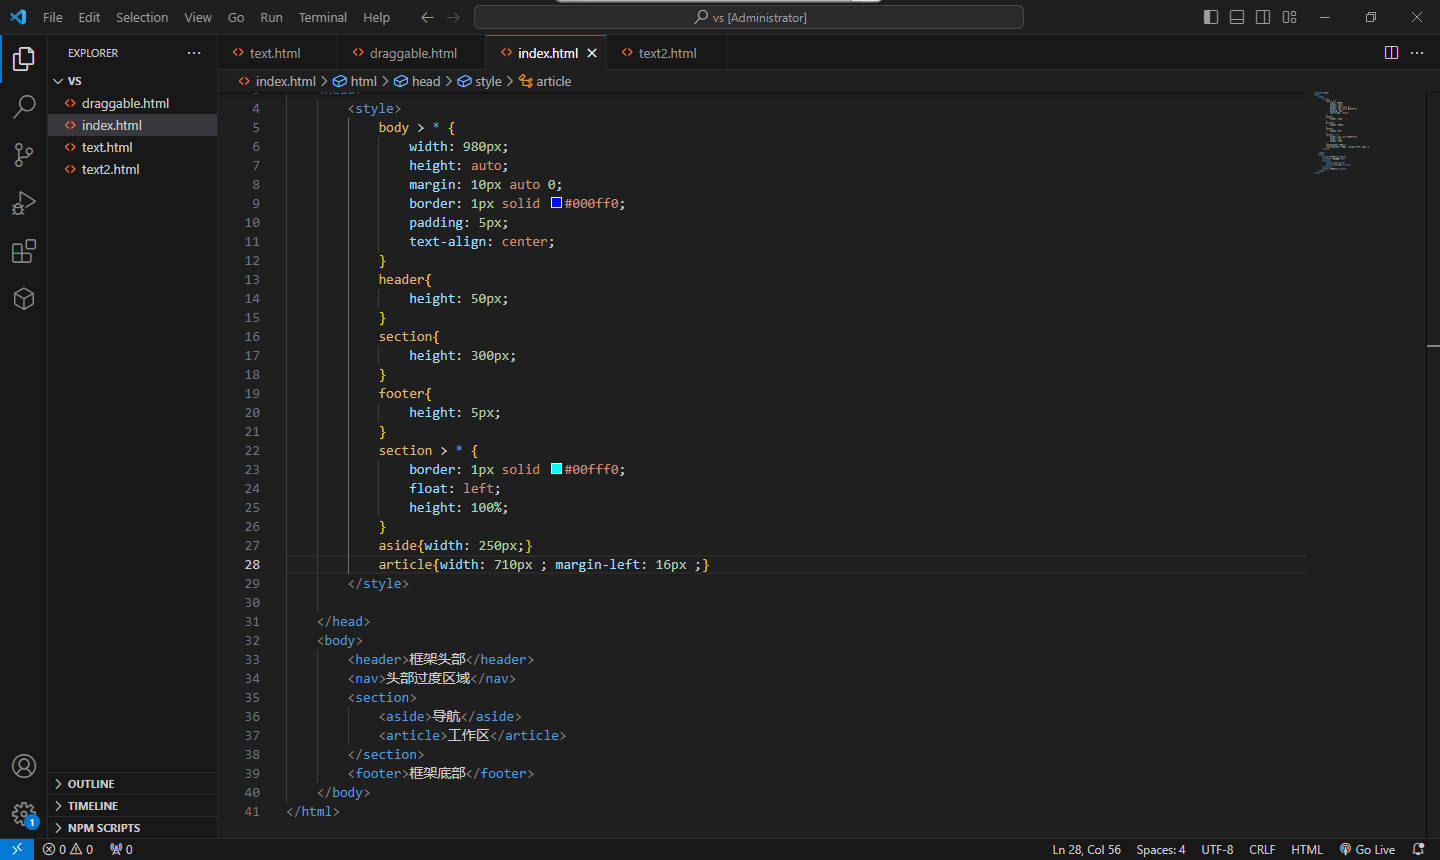 File Edit Selection View Go Run Terminal Help
vs [Administrator]
EXPLORER
VS
draggable.html
index.html
text.html
text2.html
OUTLINE
TIMELINE
NPM SCRIPTS
text.html draggable.html index.html text2.html
index.html > html > head > style > article
4 <style>
5 body > * {
6 width: 980px;
7 height: auto;
8 margin: 10px auto 0;
9 border: 1px solid #000ff0;
10 padding: 5px;
11 text-align: center;
12 }
13 header{
14 height: 50px;
15 }
16 section{
17 height: 300px;
18 }
19 footer{
20 height: 5px;
21 }
22 section > * {
23 border: 1px solid #00fff0;
24 float: left;
25 height: 100%;
26 }
27 aside{width: 250px;}
28 article{width: 710px ; margin-left: 16px ;}
29 </style>
30
31 </head>
32 <body>
33 <header>框架头部</header>
34 <nav>头部过度区域</nav>
35 <section>
36 <aside>导航</aside>
37 <article>工作区</article>
38 </section>
39 <footer>框架底部</footer>
40 </body>
41 </html>
1
0 0 0
Ln 28, Col 56 Spaces: 4 UTF-8 CRLF HTML Go Live